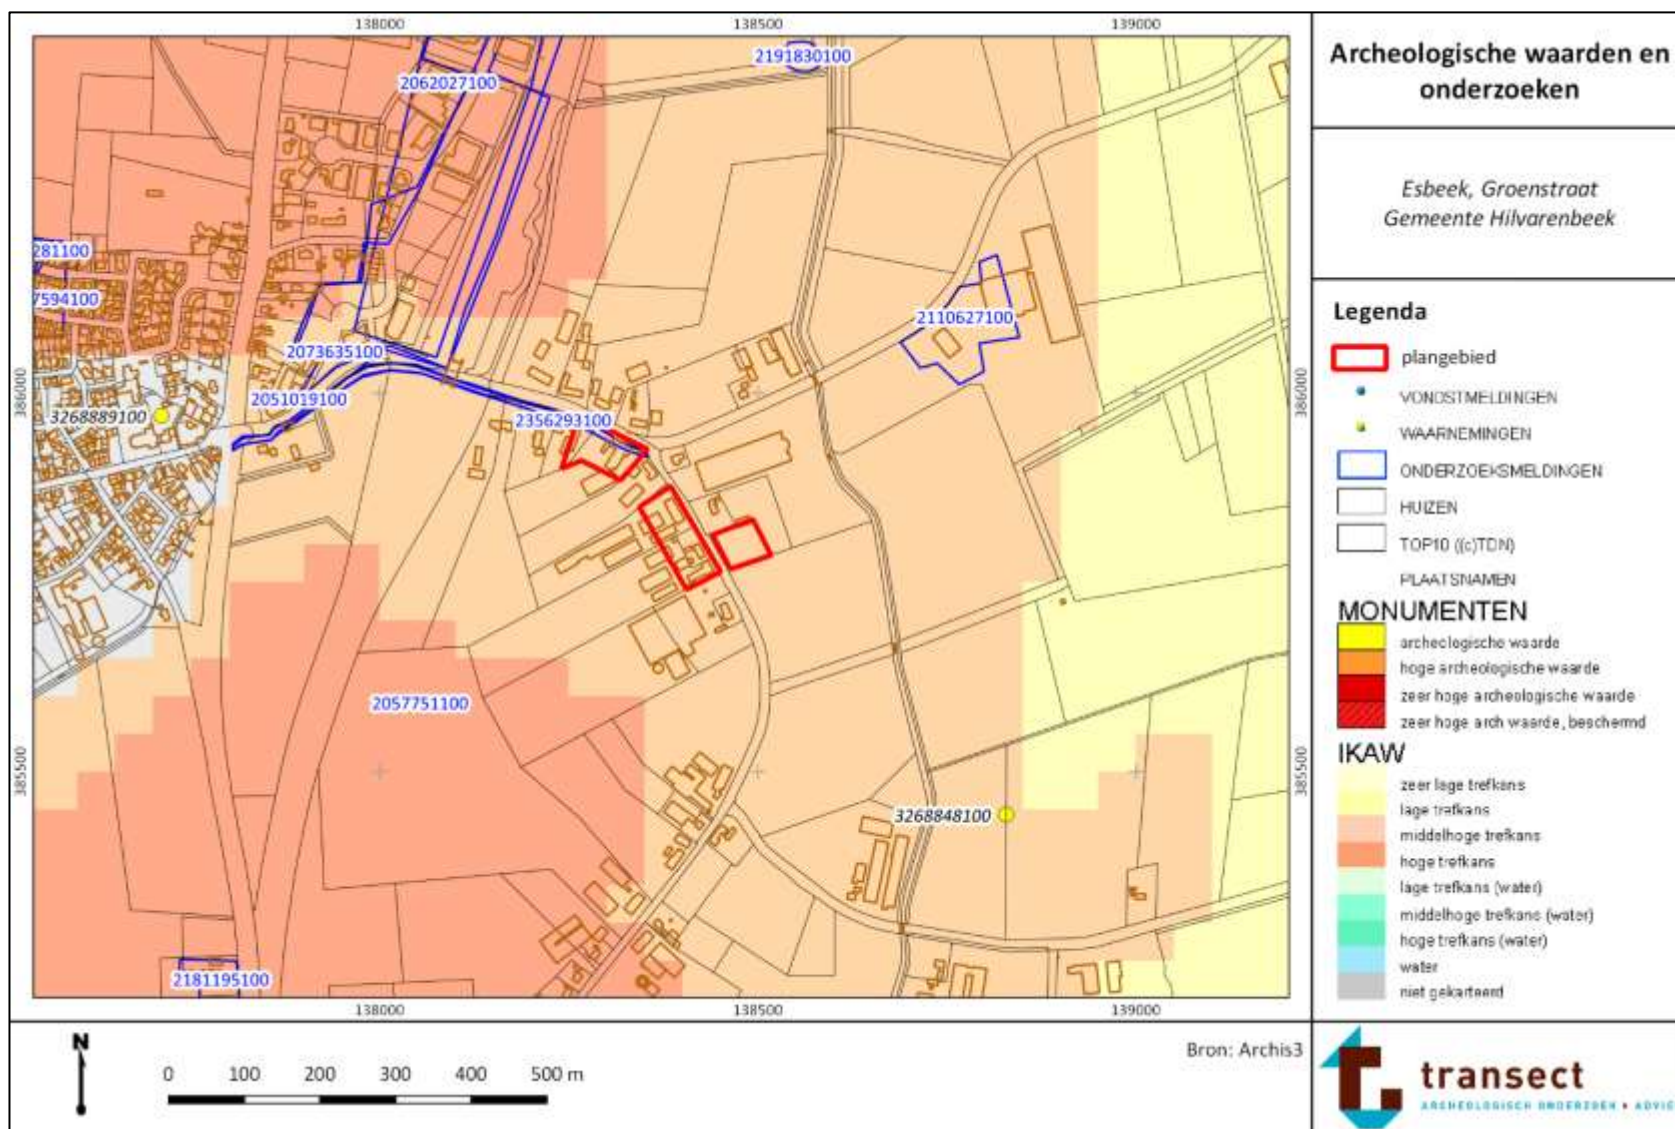 138000
138500
139000
2191830100
2062027100
281100
7594100
2110627100
2073635100
2051019100
3268889100
2356293100
386000
386000
2057751100
385500
385500
3268848100
2181195100
138000
138500
139000
N
0 100 200 300 400 500 m
Bron: Archis3
Archeologische waarden en
onderzoeken
Esbeek, Groenstraat
Gemeente Hilvarenbeek
Legenda
plangebied
VONDSTMELDINGEN
WAARNEMINGEN
ONDERZOEKSMELDINGEN
HUIZEN
TOP10 ((c)TDN)
PLAATSNAMEN
MONUMENTEN
archeologische waarde
hoge archeologische waarde
zeer hoge archeologische waarde
zeer hoge arch waarde, beschermd
IKAW
zeer lage trefkans
lage trefkans
middelhoge trefkans
hoge trefkans
lage trefkans (water)
middelhoge trefkans (water)
hoge trefkans (water)
water
niet gekarteerd
transect
ARCHEOLOGISCH ONDERZOEK • ADVIE